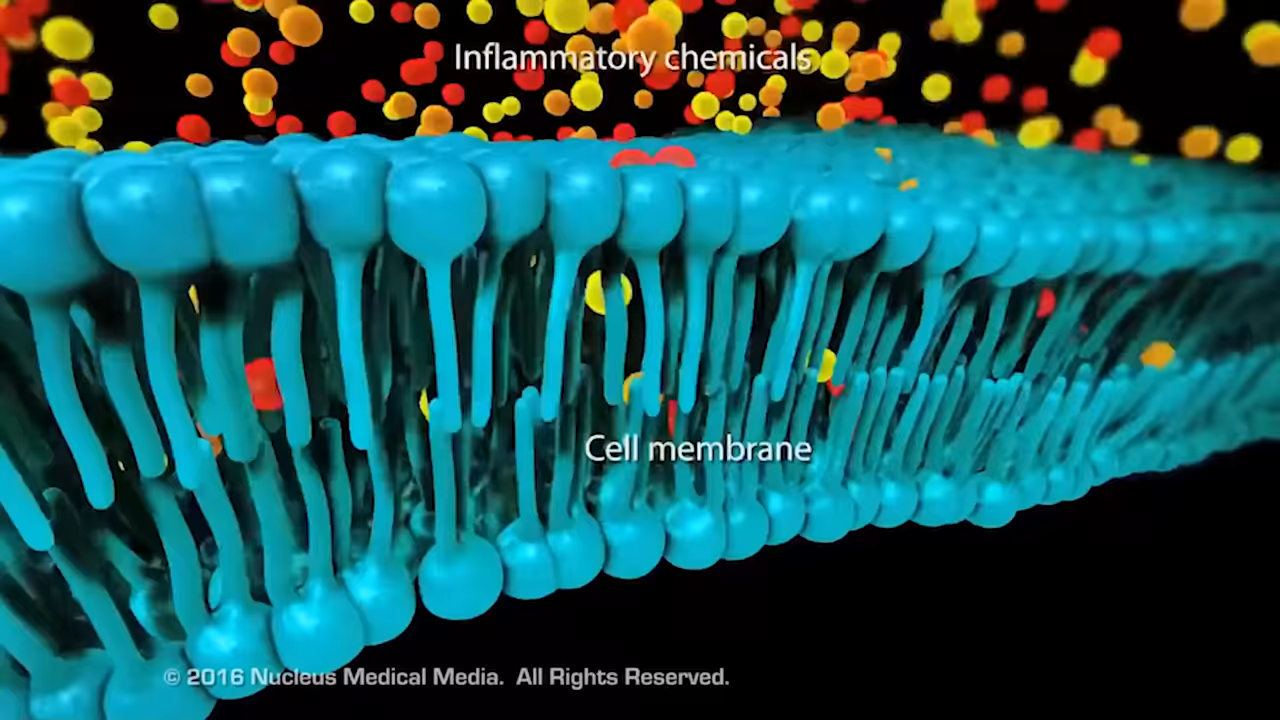 Inflammatory chemicals
Cell membrane
© 2016 Nucleus Medical Media. All Rights Reserved.